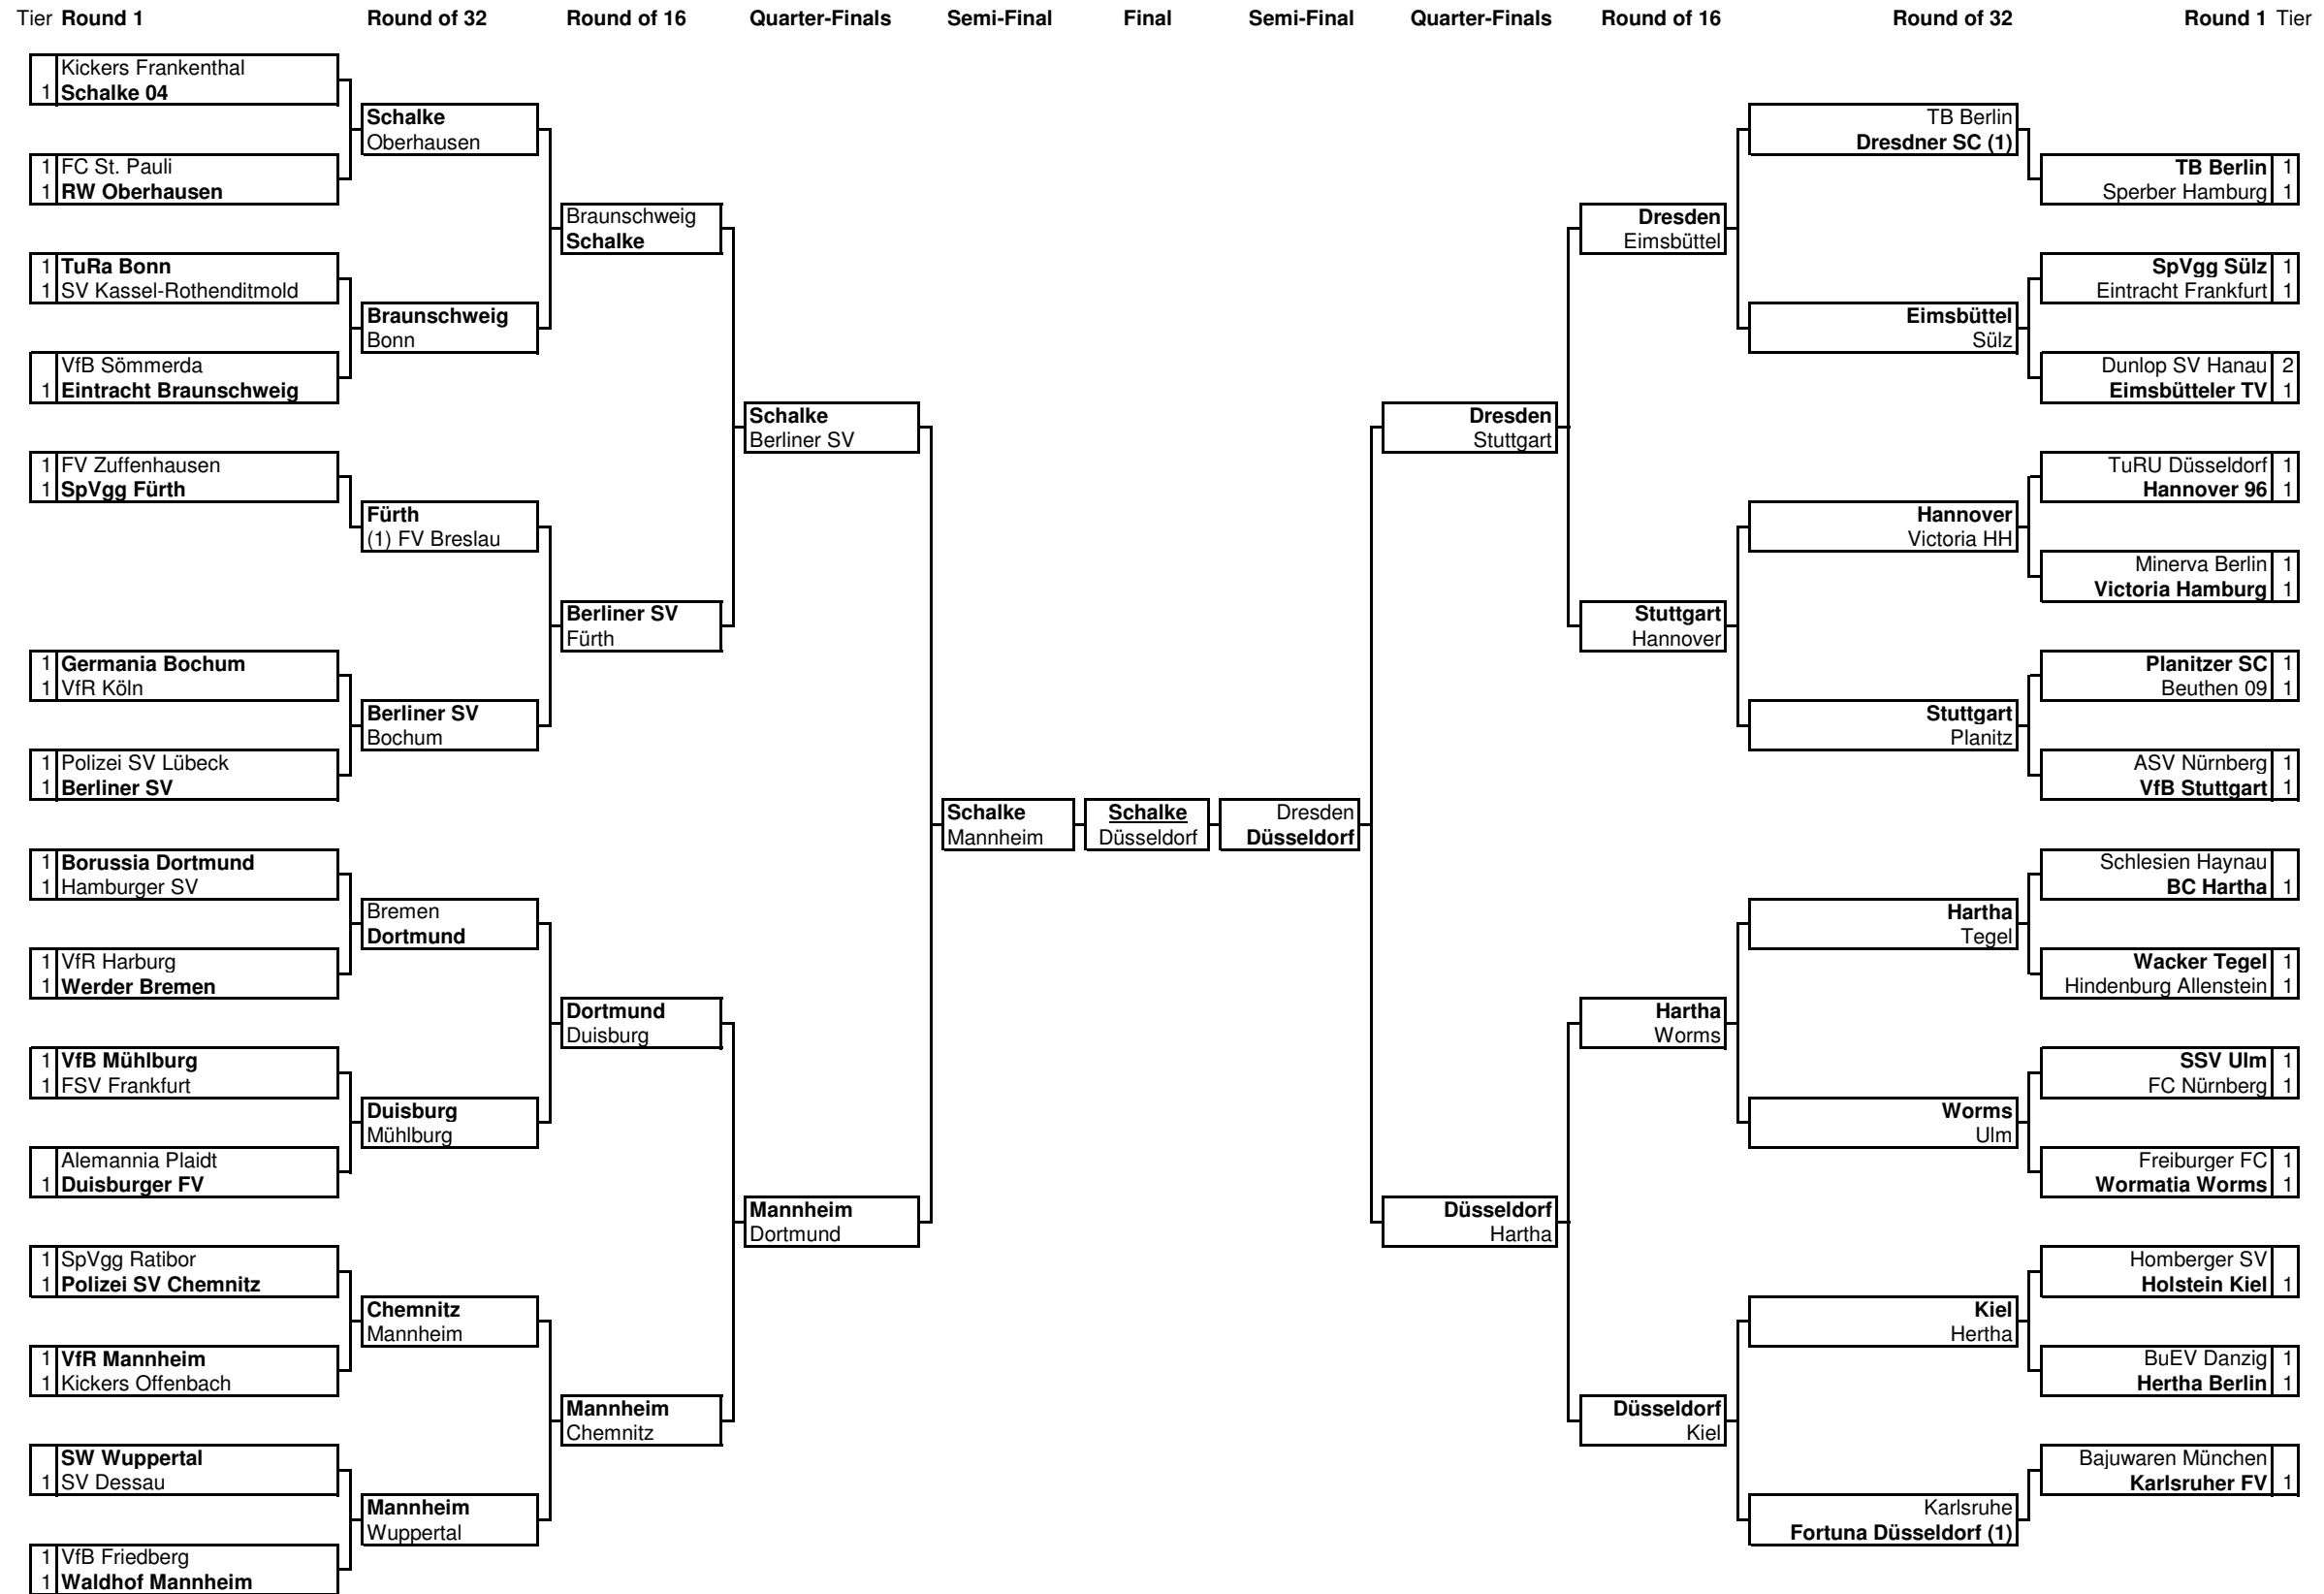 Tier Round 1 Round of 32 Round of 16 Quarter-Finals Semi-Final Final Semi-Final Quarter-Finals Round of 16 Round of 32 Round 1 Tier
Kickers Frankenthal
1 Schalke 04
1 FC St. Pauli
1 RW Oberhausen
1 TuRa Bonn
1 SV Kassel-Rothenditmold
VfB Sömmerda
1 Eintracht Braunschweig
1 FV Zuffenhausen
1 SpVgg Fürth
1 Germania Bochum
1 VfR Köln
1 Polizei SV Lübeck
1 Berliner SV
1 Borussia Dortmund
1 Hamburger SV
1 VfR Harburg
1 Werder Bremen
1 VfB Mühlburg
1 FSV Frankfurt
Alemannia Plaidt
1 Duisburger FV
1 SpVgg Ratibor
1 Polizei SV Chemnitz
1 VfR Mannheim
1 Kickers Offenbach
SW Wuppertal
1 SV Dessau
1 VfB Friedberg
1 Waldhof Mannheim
Schalke
Oberhausen
Braunschweig
Bonn
Fürth
(1) FV Breslau
Berliner SV
Bochum
Bremen
Dortmund
Duisburg
Mühlburg
Chemnitz
Mannheim
Mannheim
Wuppertal
Braunschweig
Schalke
Berliner SV
Fürth
Dortmund
Duisburg
Mannheim
Chemnitz
Schalke
Berliner SV
Mannheim
Dortmund
Schalke
Mannheim
Schalke
Düsseldorf
Dresden
Düsseldorf
Dresden
Stuttgart
Düsseldorf
Hartha
Dresden
Eimsbüttel
Stuttgart
Hannover
Hartha
Worms
Düsseldorf
Kiel
TB Berlin
Dresdner SC (1)
Eimsbüttel
Sülz
Hannover
Victoria HH
Stuttgart
Planitz
Hartha
Tegel
Worms
Ulm
Kiel
Hertha
Karlsruhe
Fortuna Düsseldorf (1)
TB Berlin 1
Sperber Hamburg 1
SpVgg Sülz 1
Eintracht Frankfurt 1
Dunlop SV Hanau 2
Eimsbütteler TV 1
TuRU Düsseldorf 1
Hannover 96 1
Minerva Berlin 1
Victoria Hamburg 1
Planitzer SC 1
Beuthen 09 1
ASV Nürnberg 1
VfB Stuttgart 1
Schlesien Haynau
BC Hartha 1
Wacker Tegel 1
Hindenburg Allenstein 1
SSV Ulm 1
FC Nürnberg 1
Freiburger FC 1
Wormatia Worms 1
Homberger SV
Holstein Kiel 1
BuEV Danzig 1
Hertha Berlin 1
Bajuwaren München
Karlsruher FV 1